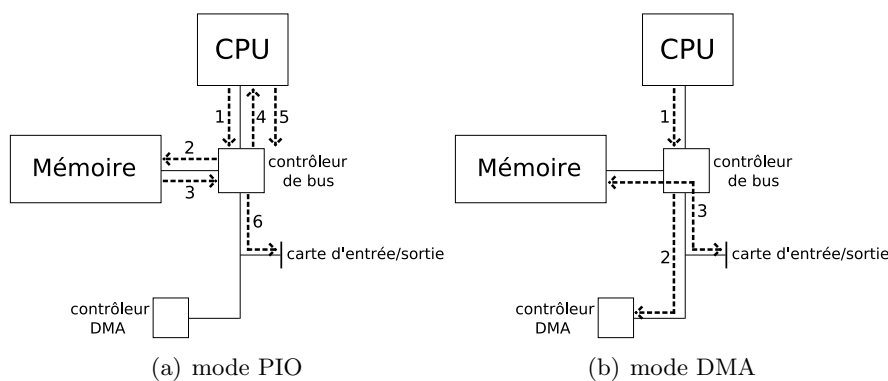 CPU
1
4
5
2
Mémoire
3
contrôleur
de bus
6
carte d'entrée/sortie
contrôleur
DMA
(a) mode PIO
CPU
1
Mémoire
contrôleur
de bus
3
2
carte d'entrée/sortie
contrôleur
DMA
(b) mode DMA